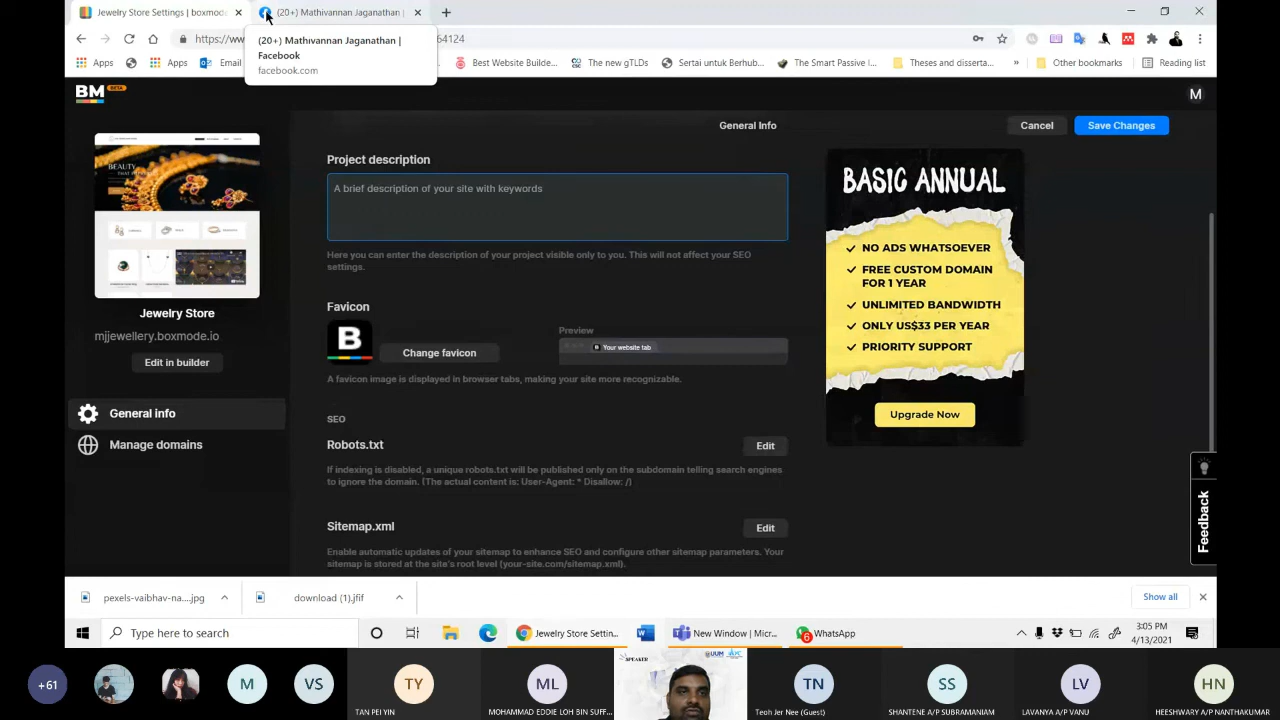 Jewelry Store Settings | boxmode
(20+) Mathivannan Jaganathan |
(20+) Mathivannan Jaganathan |
Facebook
facebook.com
https://www
64124
Apps
Apps
Email
Best Website Builde...
The new gTLDs
Sertai untuk Berhub...
The Smart Passive I...
Theses and Disserta...
»
Other bookmarks
Reading list
BM BETA
M
General Info
Cancel
Save Changes
BEAUTY
Jewelry Store
mjjewellery.boxmode.io
Edit in builder
General info
Manage domains
Project description
A brief description of your site with keywords
Here you can enter the description of your project visible only to you. This will not affect your SEO
settings.
Favicon
B
Change favicon
Preview
Your website tab
A favicon image is displayed in browser tabs, making your site more recognizable.
SEO
Robots.txt
Edit
If indexing is disabled, a unique robots.txt will be published only on the subdomain telling search engines
to ignore the domain. (The actual content is: User-Agent: * Disallow: /)
Sitemap.xml
Edit
Enable automatic updates of your sitemap to enhance SEO and configure other sitemap parameters. Your
sitemap is stored at the site's root level (your-site.com/sitemap.xml).
BASIC ANNUAL
NO ADS WHATSOEVER
FREE CUSTOM DOMAIN
FOR 1 YEAR
UNLIMITED BANDWIDTH
ONLY US$33 PER YEAR
PRIORITY SUPPORT
Upgrade Now
Feedback
pexels-vaibhav-na....jpg
download (1).jfif
Show all
Type here to search
Jewelry Store Settin...
New Window | Micr...
6
WhatsApp
3:05 PM
4/13/2021
+61
M
VS
TY
TAN PEI YIN
ML
MOHAMMAD EDDIE LOH BIN SUFF...
SPEAKER
UUM
TN
Teoh Jer Nee (Guest)
SS
SHANTENE A/P SUBRAMANIAM
LV
LAVANYA A/P VANU
HN
HEESHWARY A/P NANTHAKUMAR